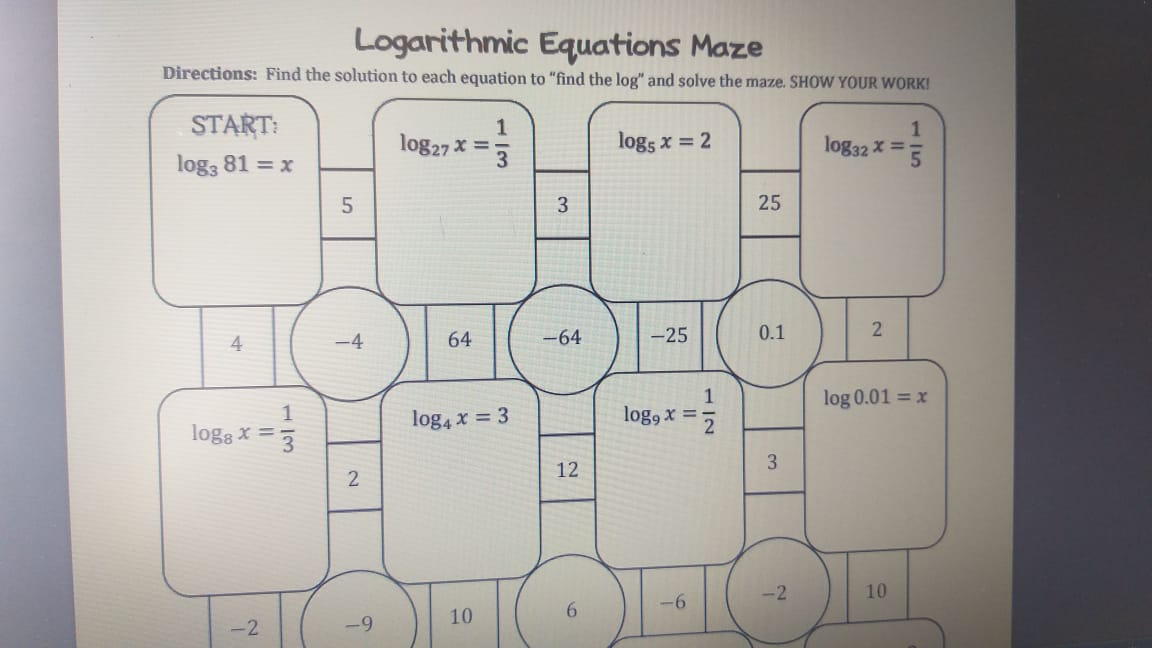 Logarithmic Equations Maze
Directions: Find the solution to each equation to "find the log" and solve the maze. SHOW YOUR WORK!
START:
log₃ 81 = x
5
log₂₇ x = 1/3
3
log₅ x = 2
25
log₃₂ x = 1/5
4
−4
64
−64
−25
0.1
2
log₈ x = 1/3
2
log₄ x = 3
12
log₉ x = 1/2
3
log 0.01 = x
−2
−9
10
6
−6
−2
10